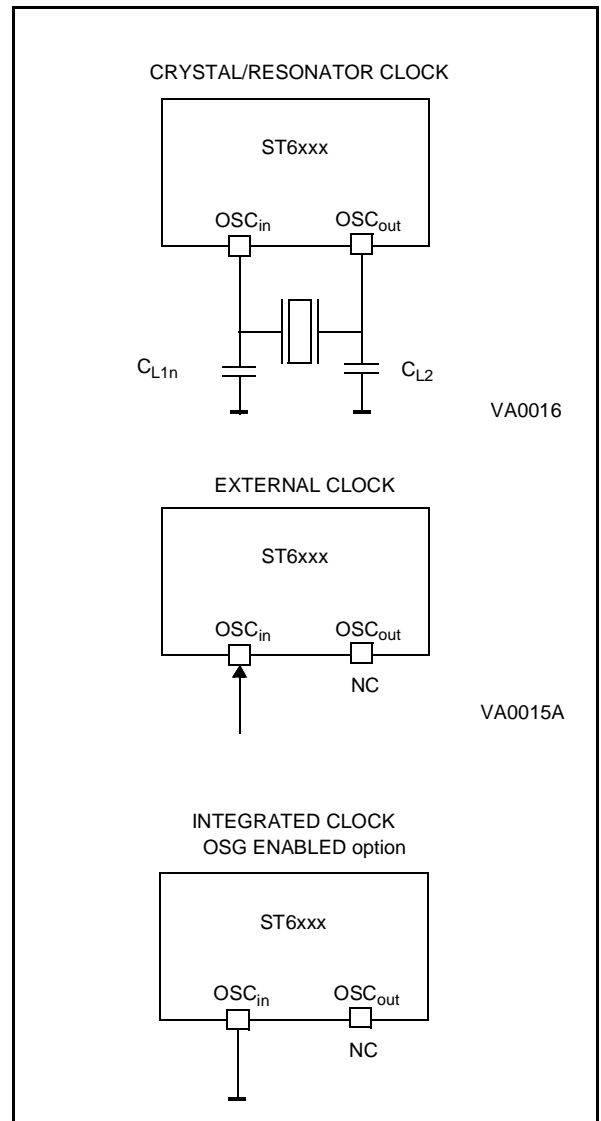 CRYSTAL/RESONATOR CLOCK
ST6xxx
OSCin OSCout
CL1n CL2
VA0016
EXTERNAL CLOCK
ST6xxx
OSCin OSCout
NC
VA0015A
INTEGRATED CLOCK
OSG ENABLED option
ST6xxx
OSCin OSCout
NC